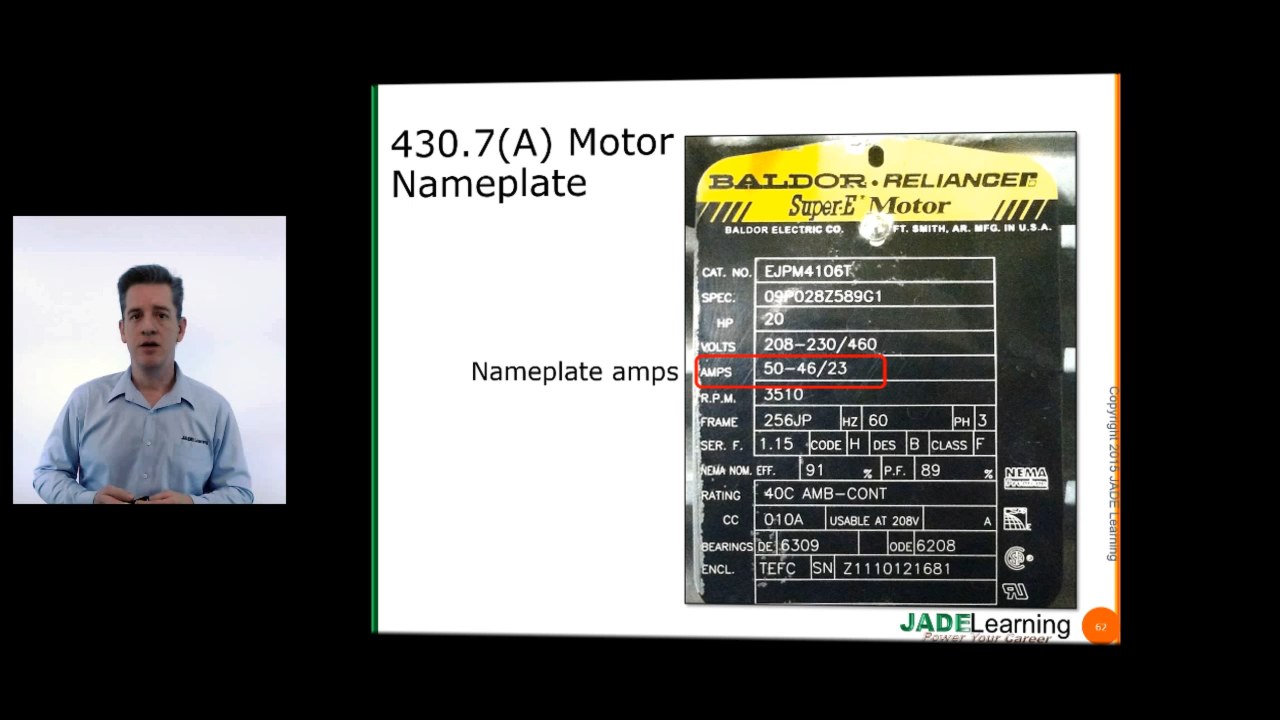 430.7(A) Motor
Nameplate
Nameplate amps
BALDOR•RELIANCER
Super-E Motor
BALDOR ELECTRIC CO. FT. SMITH, AR. MFG. IN U.S.A.
CAT. NO. EJPM4106T
SPEC. 09P028Z589G1
HP 20
VOLTS 208-230/460
AMPS 50-46/23
R.P.M. 3510
FRAME 256JP HZ 60 PH 3
SER. F. 1.15 CODE H DES B CLASS F
NEMA NOM. EFF. 91 % P.F. 89 %
RATING 40C AMB-CONT
CC 010A USABLE AT 208V A
BEARINGS DE 6309 ODE 6208
ENCL. TEFC SN Z1110121681
NEMA
JADELearning
Power Your Career
62
Copyright 2015 JADE Learning